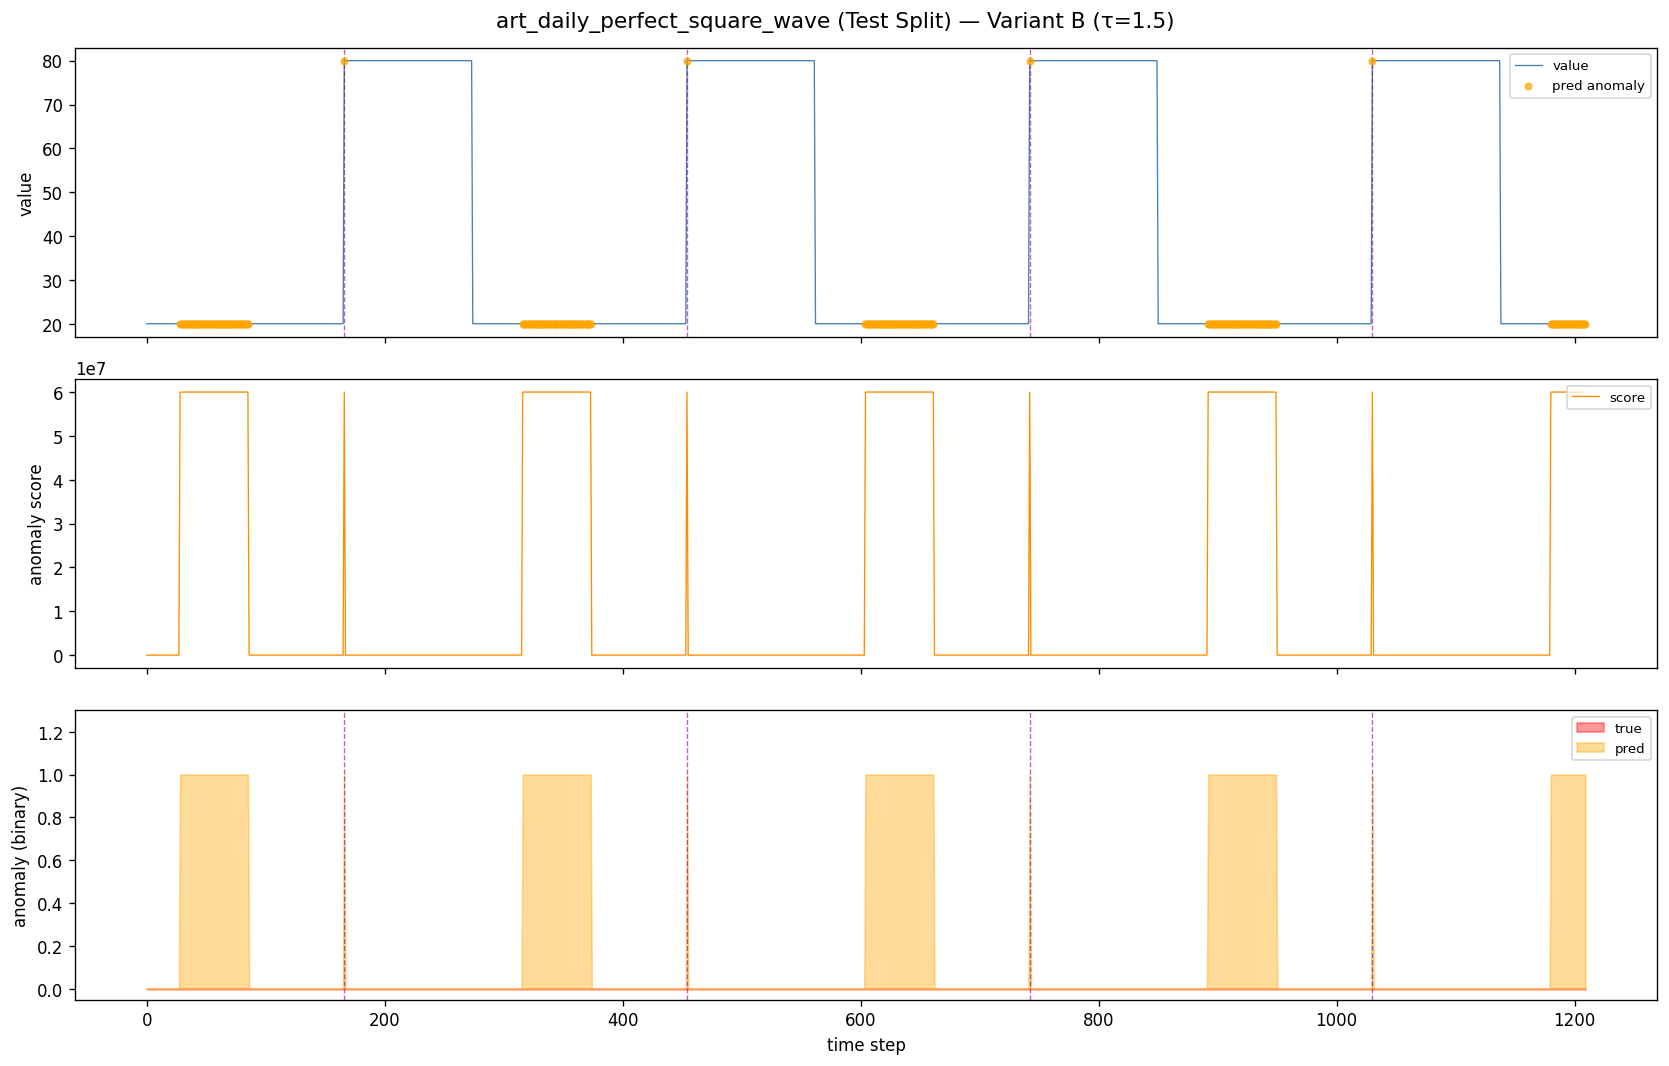 art_daily_perfect_square_wave (Test Split) — Variant B (τ=1.5)
80
70
60
50
40
30
20
value
value
pred anomaly
1e7
6
5
4
3
2
1
0
anomaly score
score
1.2
1.0
0.8
0.6
0.4
0.2
0.0
anomaly (binary)
true
pred
0 200 400 600 800 1000 1200
time step